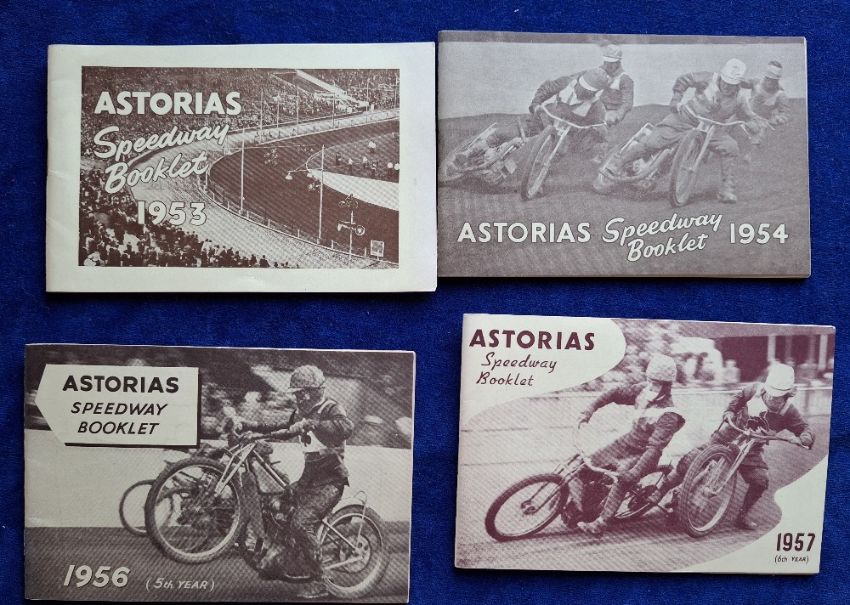 ASTORIAS
Speedway
Booklet
1953
ASTORIAS Speedway
Booklet 1954
ASTORIAS
SPEEDWAY
BOOKLET
1956 (5th YEAR)
ASTORIAS
Speedway
Booklet
1957
(6th YEAR)